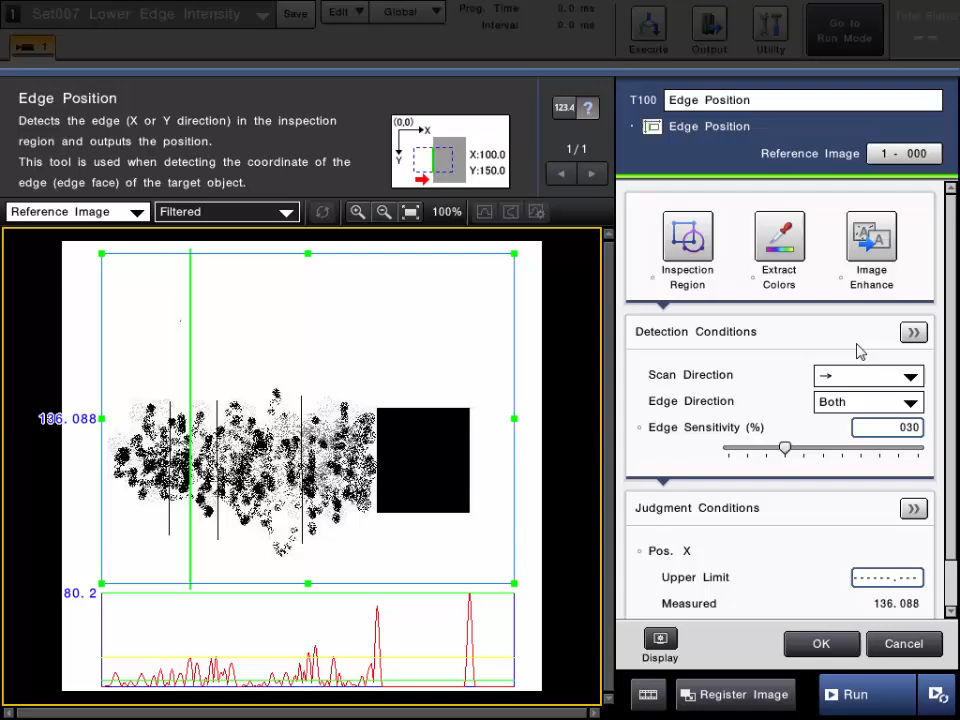 1 Set007 Lower Edge Intensity
Save
Edit
Global
Prog. Time
Interval
0.0 ms
0.0 ms
Execute
Output
Utility
Go to
Run Mode
1
Edge Position
Detects the edge (X or Y direction) in the inspection
region and outputs the position.
This tool is used when detecting the coordinate of the
edge (edge face) of the target object.
(0,0)
X
Y
X:100.0
Y:150.0
123.4
?
1/1
T100
Edge Position
Edge Position
Reference Image
1 - 000
Reference Image
Filtered
100%
Inspection
Region
Extract
Colors
Image
Enhance
Detection Conditions
Scan Direction
→
Edge Direction
Both
Edge Sensitivity (%)
030
Judgment Conditions
Pos. X
Upper Limit
------.---
Measured
136.088
136.088
80.2
Display
OK
Cancel
Register Image
Run